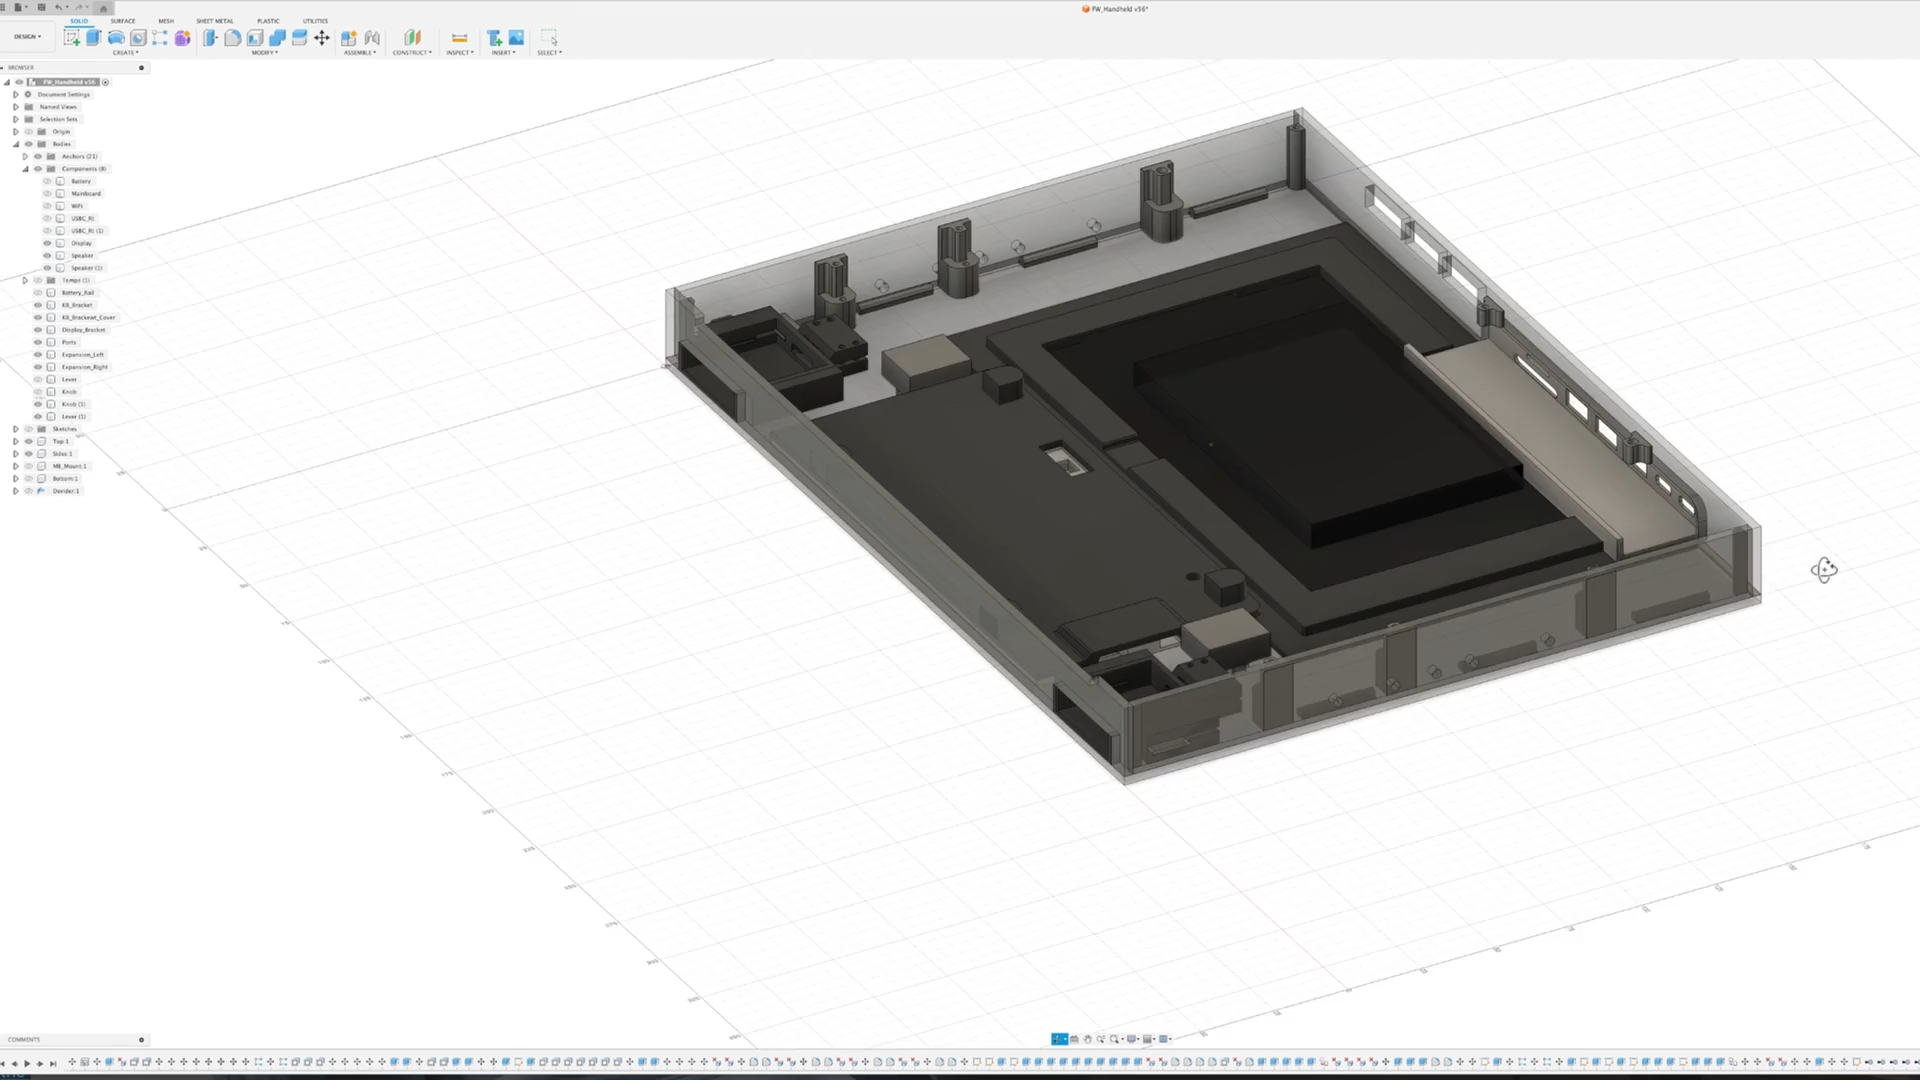 FW_Handheld v56*
SOLID SURFACE MESH SHEET METAL PLASTIC UTILITIES
DESIGN
CREATE MODIFY ASSEMBLE CONSTRUCT INSPECT INSERT SELECT
BROWSER
FW_Handheld v56
Document Settings
Named Views
Selection Sets
Origin
Bodies
Anchors (21)
Components (8)
Battery
Mainboard
WiFi
USBC_Rt
USBC_Rt (1)
Display
Speaker
Speaker (1)
Temps (1)
Battery_Rail
KB_Bracket
KB_Brackewt_Cover
Display_Bracket
Ports
Expansion_Left
Expansion_Right
Lever
Knob
Knob (1)
Lever (1)
Sketches
Top:1
Sides:1
MB_Mount:1
Bottom:1
Devider:1
COMMENTS